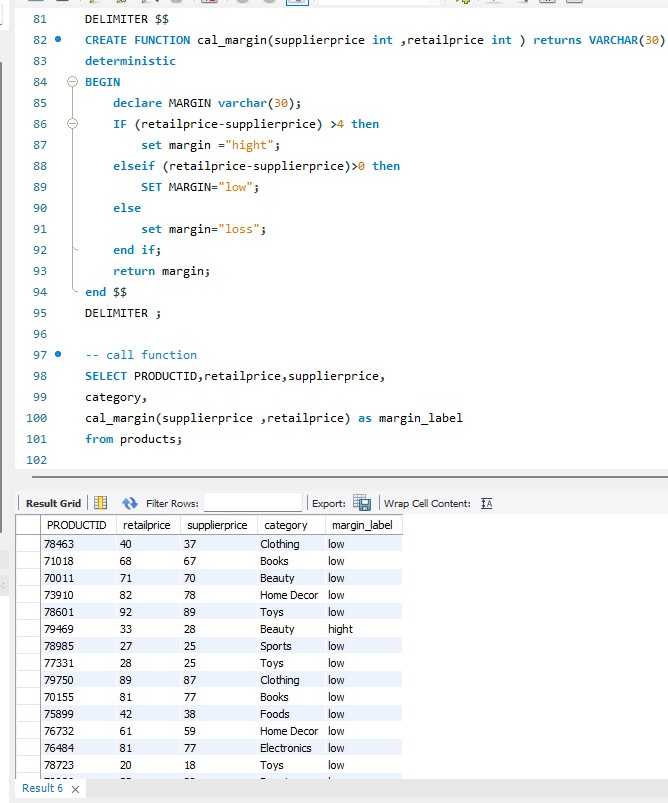 81 DELIMITER $$
82 CREATE FUNCTION cal_margin(supplierprice int ,retailprice int ) returns VARCHAR(30)
83 deterministic
84 BEGIN
85 declare MARGIN varchar(30);
86 IF (retailprice-supplierprice) >4 then
87 set margin ="hight";
88 elseif (retailprice-supplierprice)>0 then
89 SET MARGIN="low";
90 else
91 set margin="loss";
92 end if;
93 return margin;
94 end $$
95 DELIMITER ;
96
97 -- call function
98 SELECT PRODUCTID,retailprice,supplierprice,
99 category,
100 cal_margin(supplierprice ,retailprice) as margin_label
101 from products;
102
Result Grid Filter Rows: Export: Wrap Cell Content: IA
PRODUCTID retailprice supplierprice category margin_label
78463 40 37 Clothing low
71018 68 67 Books low
70011 71 70 Beauty low
73910 82 78 Home Decor low
78601 92 89 Toys low
79469 33 28 Beauty hight
78985 27 25 Sports low
77331 28 25 Toys low
79750 89 87 Clothing low
70155 81 77 Books low
75899 42 38 Foods low
76732 61 59 Home Decor low
76484 81 77 Electronics low
78723 20 18 Toys low
Result 6 ×